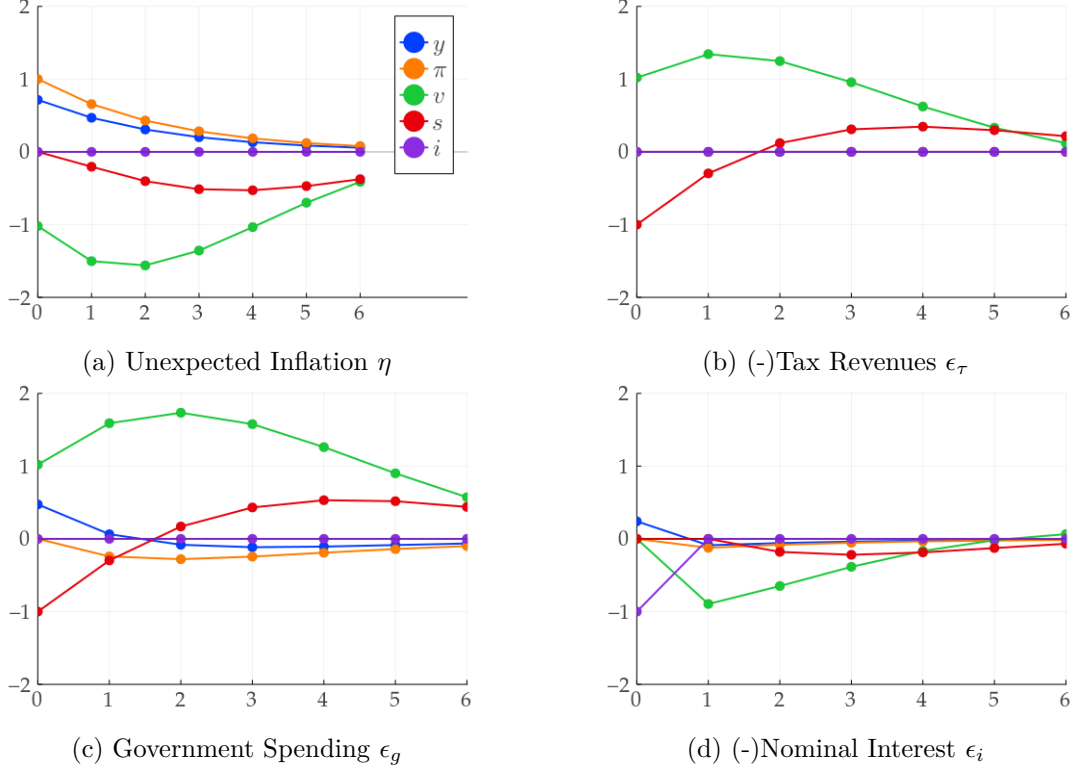 2
1
0
−1
−2
0 1 2 3 4 5 6
y
π
v
s
i
(a) Unexpected Inflation η
2
1
0
−1
−2
0 1 2 3 4 5 6
(b) (-)Tax Revenues ϵτ
2
1
0
−1
−2
0 1 2 3 4 5 6
(c) Government Spending ϵg
2
1
0
−1
−2
0 1 2 3 4 5 6
(d) (-)Nominal Interest ϵi